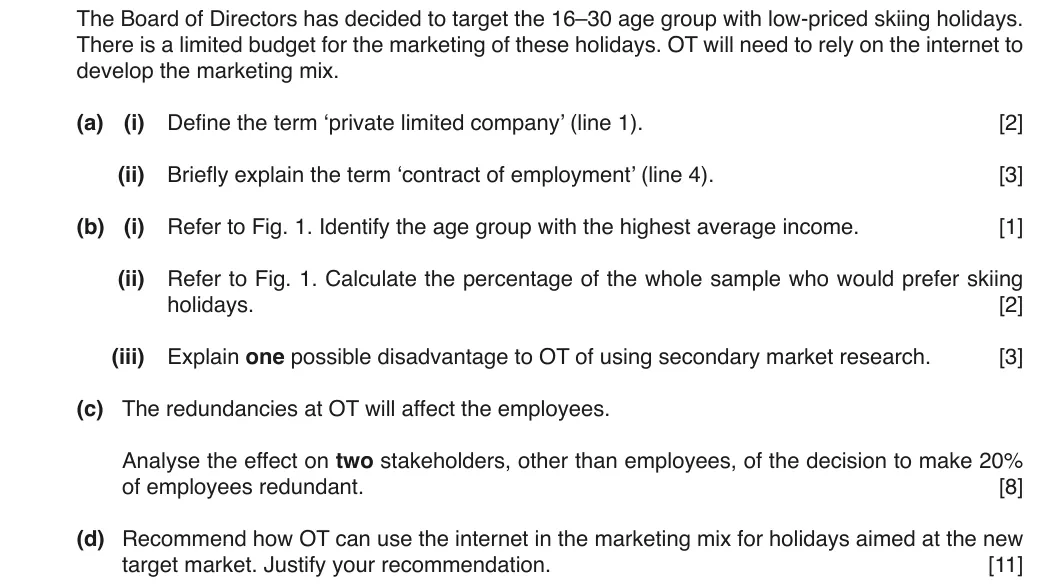 The Board of Directors has decided to target the 16–30 age group with low-priced skiing holidays.
There is a limited budget for the marketing of these holidays. OT will need to rely on the internet to
develop the marketing mix.
(a) (i) Define the term ‘private limited company’ (line 1). [2]
(ii) Briefly explain the term ‘contract of employment’ (line 4). [3]
(b) (i) Refer to Fig. 1. Identify the age group with the highest average income. [1]
(ii) Refer to Fig. 1. Calculate the percentage of the whole sample who would prefer skiing
holidays. [2]
(iii) Explain one possible disadvantage to OT of using secondary market research. [3]
(c) The redundancies at OT will affect the employees.
Analyse the effect on two stakeholders, other than employees, of the decision to make 20%
of employees redundant. [8]
(d) Recommend how OT can use the internet in the marketing mix for holidays aimed at the new
target market. Justify your recommendation. [11]